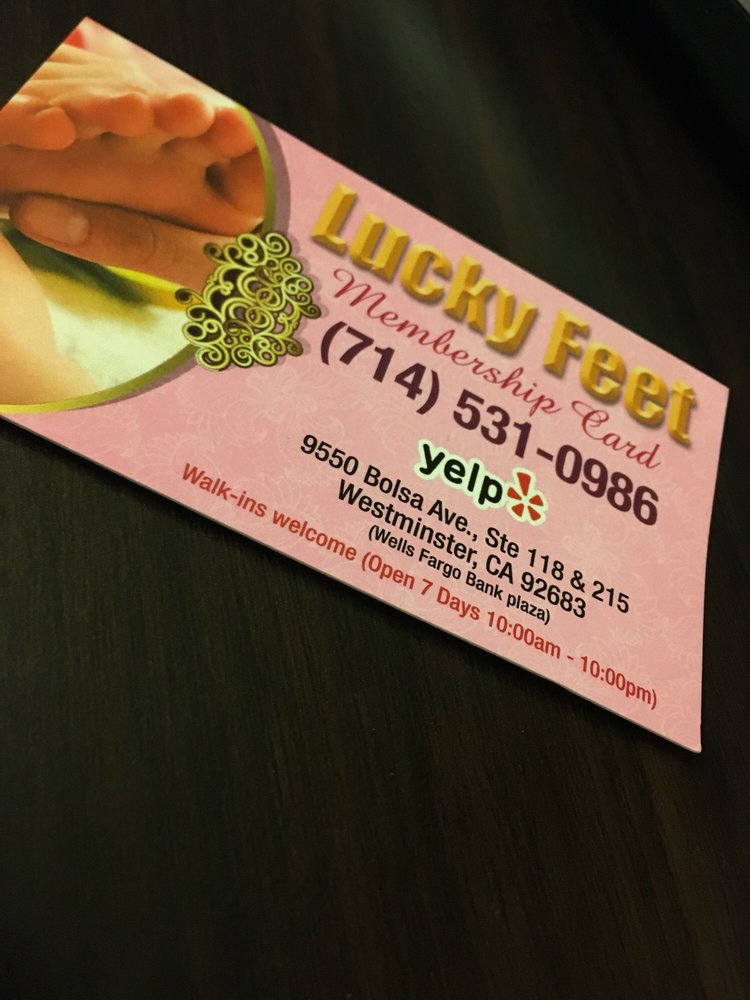 Lucky Feet
Membership Card
(714) 531-0986
yelp
9550 Bolsa Ave., Ste 118 & 215
Westminster, CA 92683
(Wells Fargo Bank plaza)
Walk-ins welcome (Open 7 Days 10:00am - 10:00pm)